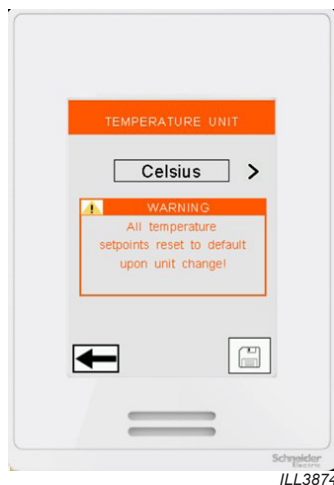 TEMPERATURE UNIT
Celsius >
WARNING
All temperature
setpoints reset to default
upon unit change!
Schneider
Electric
ILL3874